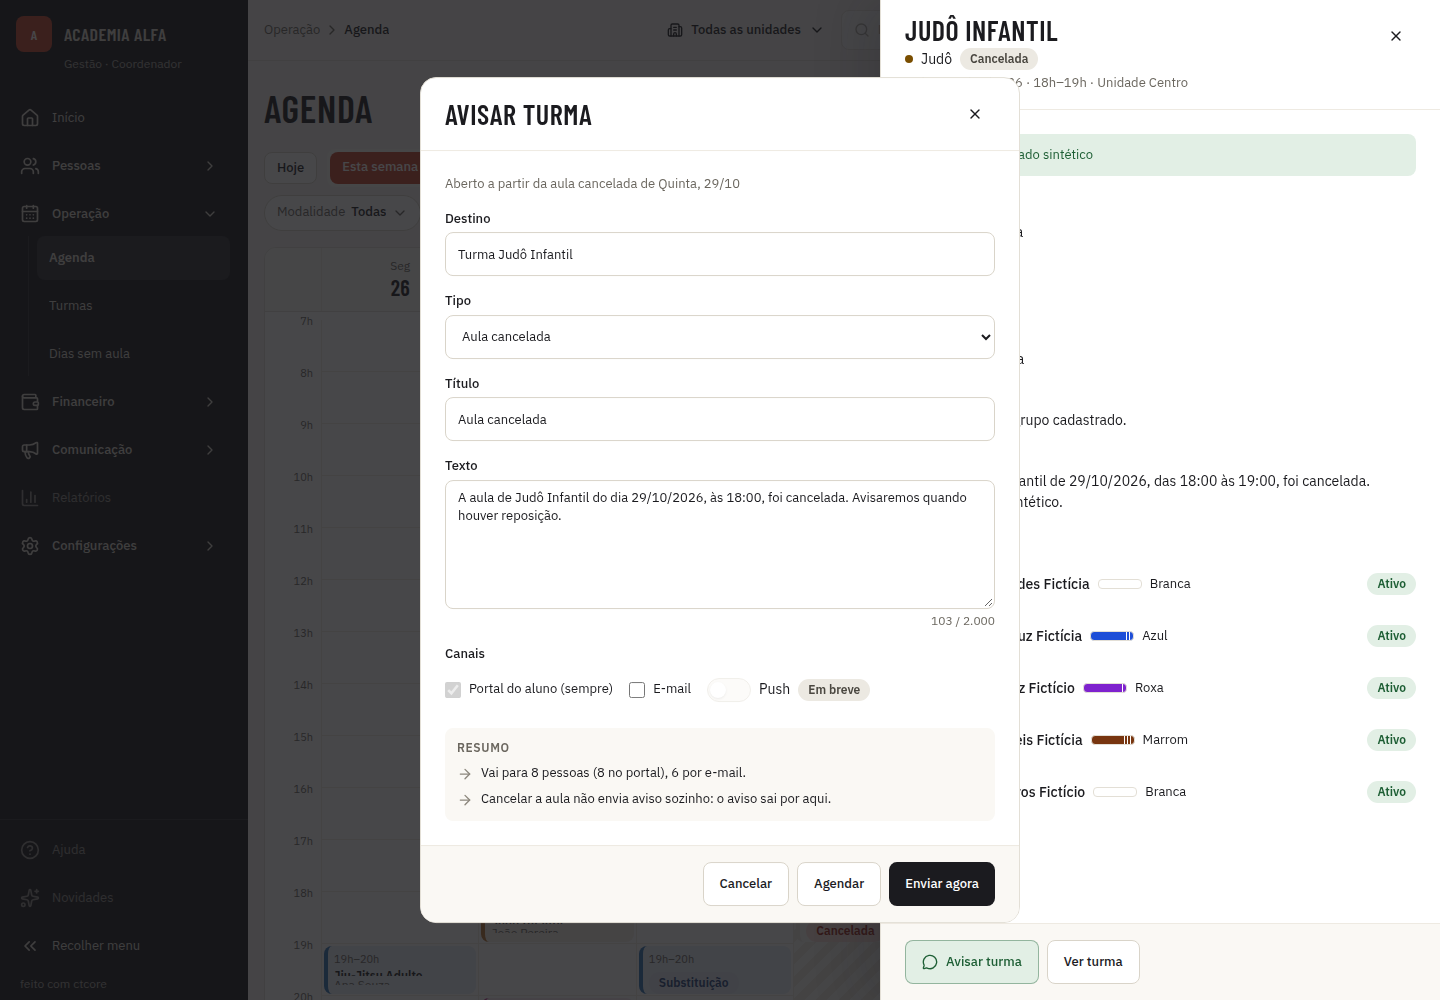 A
ACADEMIA ALFA
Gestão · Coordenador
Início
Pessoas
Operação
Agenda
Turmas
Dias sem aula
Financeiro
Comunicação
Relatórios
Configurações
Ajuda
Novidades
Recolher menu
feito com ctcore
Operação > Agenda
Todas as unidades
AGENDA
Hoje
Esta semana
Modalidade Todas
Seg
26
7h
8h
9h
10h
11h
12h
13h
14h
15h
16h
17h
18h
19h
20h
19h–20h
Jiu-Jitsu Adulto
19h–20h
Substituição
Cancelada
AVISAR TURMA
Aberto a partir da aula cancelada de Quinta, 29/10
Destino
Turma Judô Infantil
Tipo
Aula cancelada
Título
Aula cancelada
Texto
A aula de Judô Infantil do dia 29/10/2026, às 18:00, foi cancelada. Avisaremos quando
houver reposição.
103 / 2.000
Canais
Portal do aluno (sempre)
E-mail
Push
Em breve
RESUMO
Vai para 8 pessoas (8 no portal), 6 por e-mail.
Cancelar a aula não envia aviso sozinho: o aviso sai por aqui.
Cancelar
Agendar
Enviar agora
JUDÔ INFANTIL
Judô
Cancelada
· 18h–19h · Unidade Centro
sintético
cadastrado.
de 29/10/2026, das 18:00 às 19:00, foi cancelada.
Fictícia
Branca
Ativo
Fictícia
Azul
Ativo
Fictício
Roxa
Ativo
Fictícia
Marrom
Ativo
Fictício
Branca
Ativo
Avisar turma
Ver turma